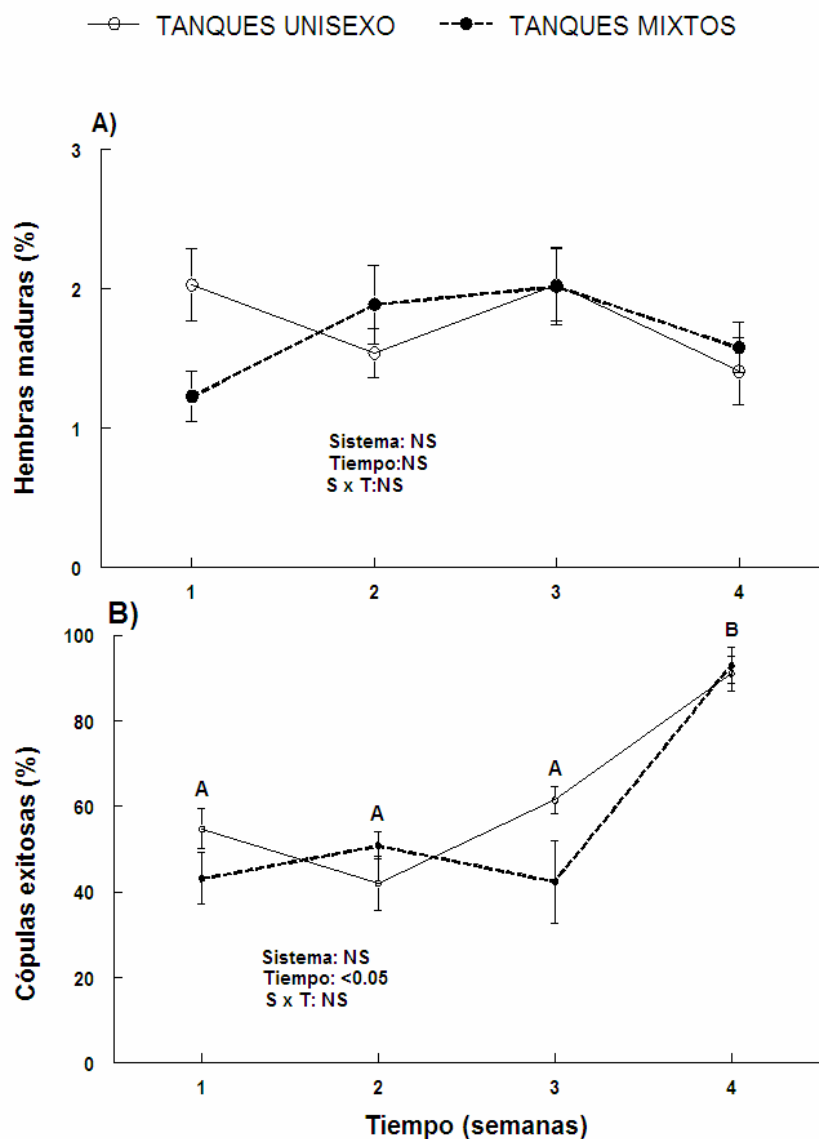 TANQUES UNISEXO TANQUES MIXTOS
A)
3
2
1
0
Hembras maduras (%)
Sistema: NS
Tiempo:NS
S x T:NS
1 2 3 4
B)
100
80
60
40
20
0
Cópulas exitosas (%)
A A A B
Sistema: NS
Tiempo: <0.05
S x T: NS
1 2 3 4
Tiempo (semanas)